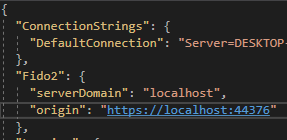 {
"ConnectionStrings": {
"DefaultConnection": "Server=DESKTOP-
},
"Fido2": {
"serverDomain": "localhost",
"origin": "https://localhost:44376"
},